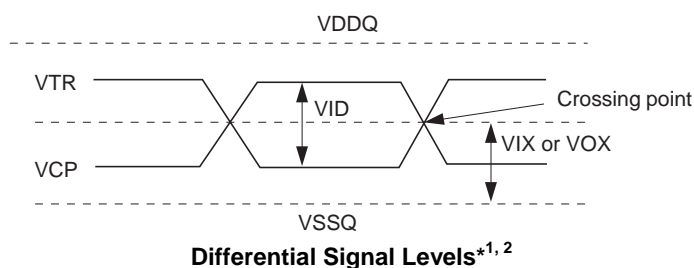 VDDQ
VTR
VID
Crossing point
VIX or VOX
VCP
VSSQ
Differential Signal Levels*1, 2